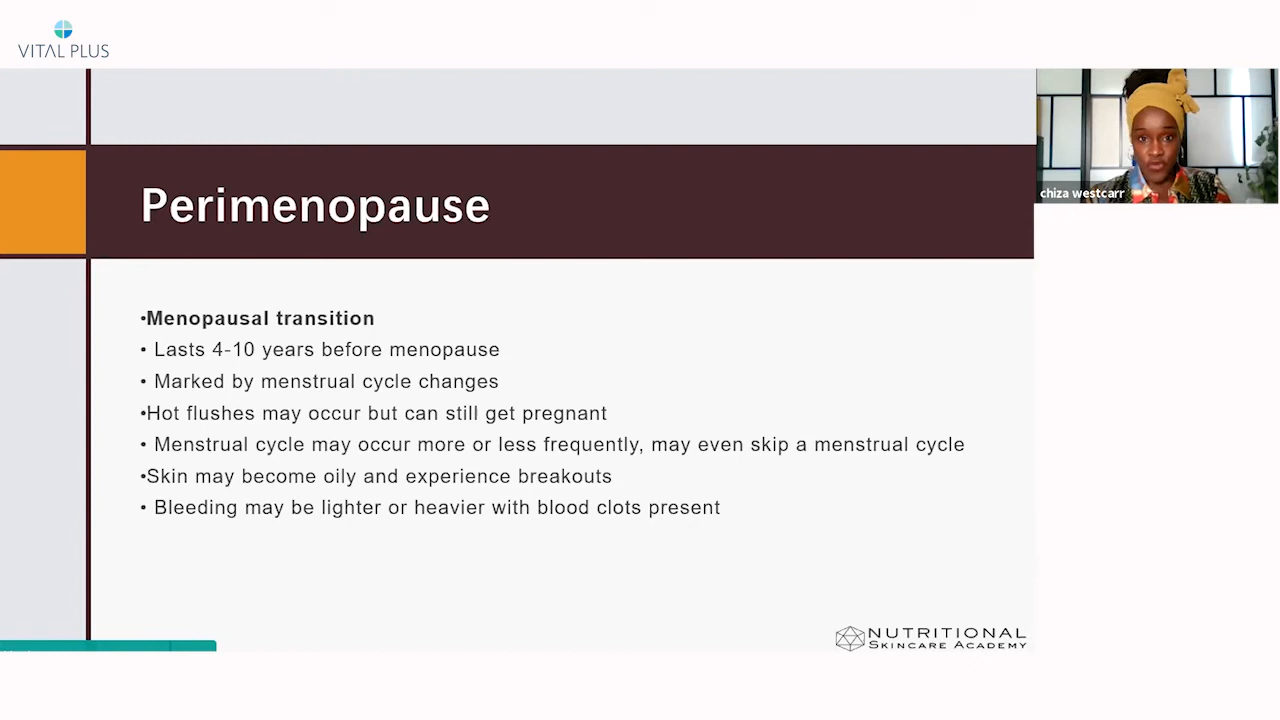 VITAL PLUS
chiza westcarr
Perimenopause
•Menopausal transition
• Lasts 4-10 years before menopause
• Marked by menstrual cycle changes
•Hot flushes may occur but can still get pregnant
• Menstrual cycle may occur more or less frequently, may even skip a menstrual cycle
•Skin may become oily and experience breakouts
• Bleeding may be lighter or heavier with blood clots present
NUTRITIONAL
SKINCARE ACADEMY